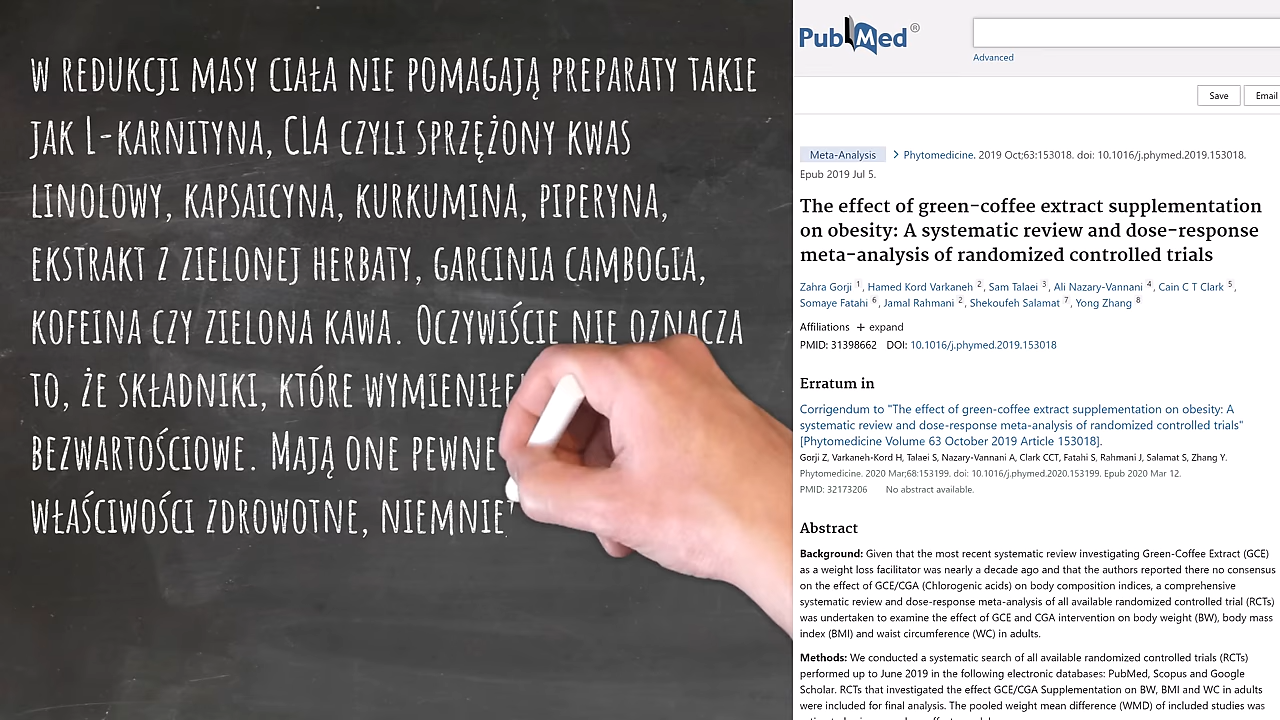 W REDUKCJI MASY CIAŁA NIE POMAGAJĄ PREPARATY TAKIE
JAK L-KARNITYNA, CLA CZYLI SPRZĘŻONY KWAS
LINOLOWY, KAPSAICYNA, KURKUMINA, PIPERYNA,
EKSTRAKT Z ZIELONEJ HERBATY, GARCINIA CAMBOGIA,
KOFEINA CZY ZIELONA KAWA. OCZYWIŚCIE NIE OZNACZA
TO, ŻE SKŁADNIKI, KTÓRE
BEZWARTOŚCIOWE. MAJĄ ONE PEWNE
WŁAŚCIWOŚCI ZDROWOTNE,
PubMed®
Advanced
Save Email
Meta-Analysis > Phytomedicine. 2019 Oct;63:153018. doi: 10.1016/j.phymed.2019.153018.
Epub 2019 Jul 5.
The effect of green-coffee extract supplementation
on obesity: A systematic review and dose-response
meta-analysis of randomized controlled trials
Zahra Gorji 1, Hamed Kord Varkaneh 2, Sam Talaei 3, Ali Nazary-Vannani 4, Cain C T Clark 5,
Somaye Fatahi 6, Jamal Rahmani 2, Shekoufeh Salamat 7, Yong Zhang 8
Affiliations + expand
PMID: 31398662 DOI: 10.1016/j.phymed.2019.153018
Erratum in
Corrigendum to "The effect of green-coffee extract supplementation on obesity: A
systematic review and dose-response meta-analysis of randomized controlled trials"
[Phytomedicine Volume 63 October 2019 Article 153018].
Gorji Z, Varkaneh-Kord H, Talaei S, Nazary-Vannani A, Clark CCT, Fatahi S, Rahmani J, Salamat S, Zhang Y.
Phytomedicine. 2020 Mar;68:153199. doi: 10.1016/j.phymed.2020.153199. Epub 2020 Mar 12.
PMID: 32173206 No abstract available.
Abstract
Background: Given that the most recent systematic review investigating Green-Coffee Extract (GCE)
as a weight loss facilitator was nearly a decade ago and that the authors reported there no consensus
on the effect of GCE/CGA (Chlorogenic acids) on body composition indices, a comprehensive
systematic review and dose-response meta-analysis of all available randomized controlled trial (RCTs)
was undertaken to examine the effect of GCE and CGA intervention on body weight (BW), body mass
index (BMI) and waist circumference (WC) in adults.
Methods: We conducted a systematic search of all available randomized controlled trials (RCTs)
performed up to June 2019 in the following electronic databases: PubMed, Scopus and Google
Scholar. RCTs that investigated the effect GCE/CGA Supplementation on BW, BMI and WC in adults
were included for final analysis. The pooled weight mean difference (WMD) of included studies was